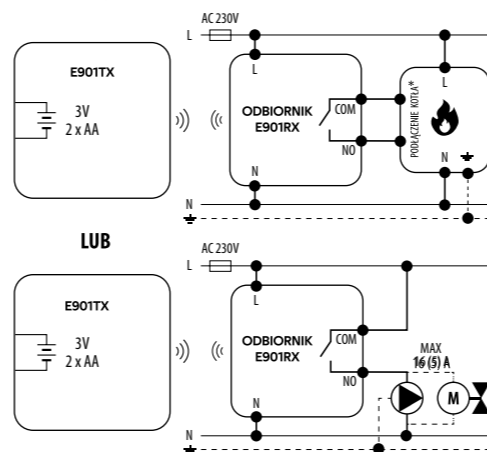 AC 230V
L
E901TX
3V
2 x AA
L
ODBIORNIK
E901RX
COM
NO
N
PODŁĄCZENIE KOTŁA*
L
N
N
LUB
AC 230V
L
E901TX
3V
2 x AA
L
ODBIORNIK
E901RX
COM
NO
N
MAX
16 (5) A
M
N